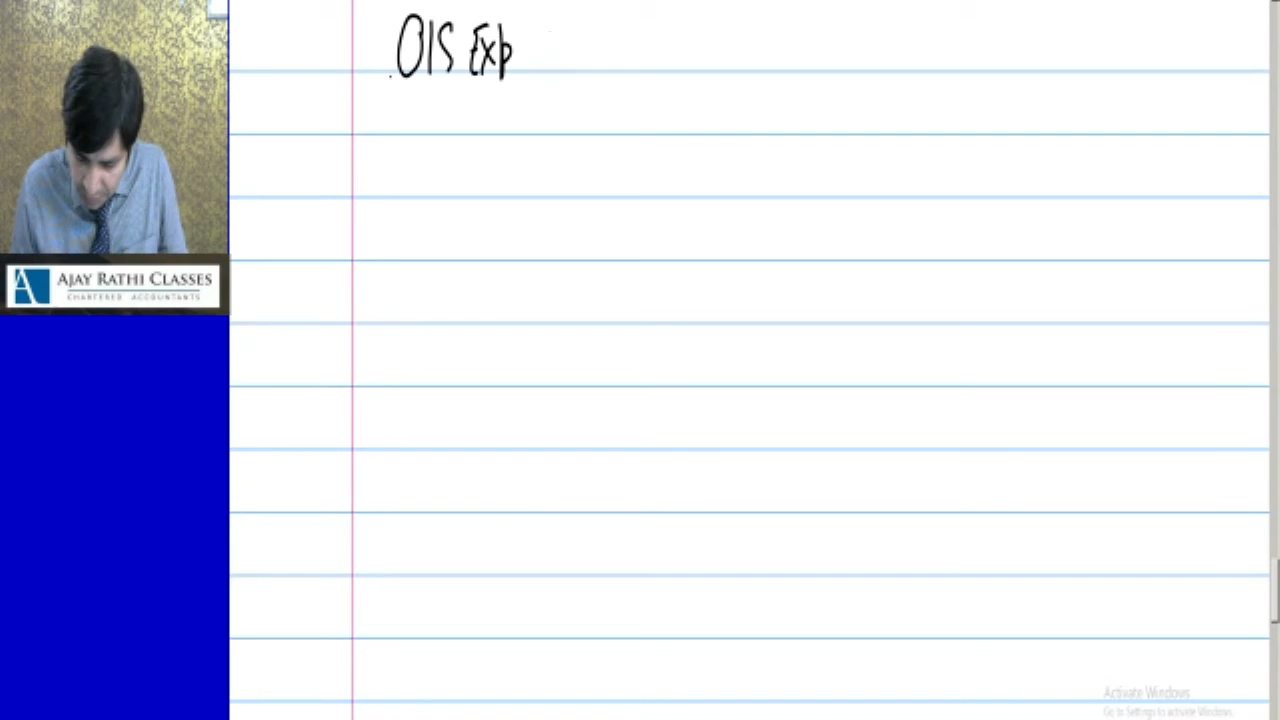 O/S Exp
AJAY RATHI CLASSES
CHARTERED ACCOUNTANTS
Activate Windows
Go to Settings to activate Windows.